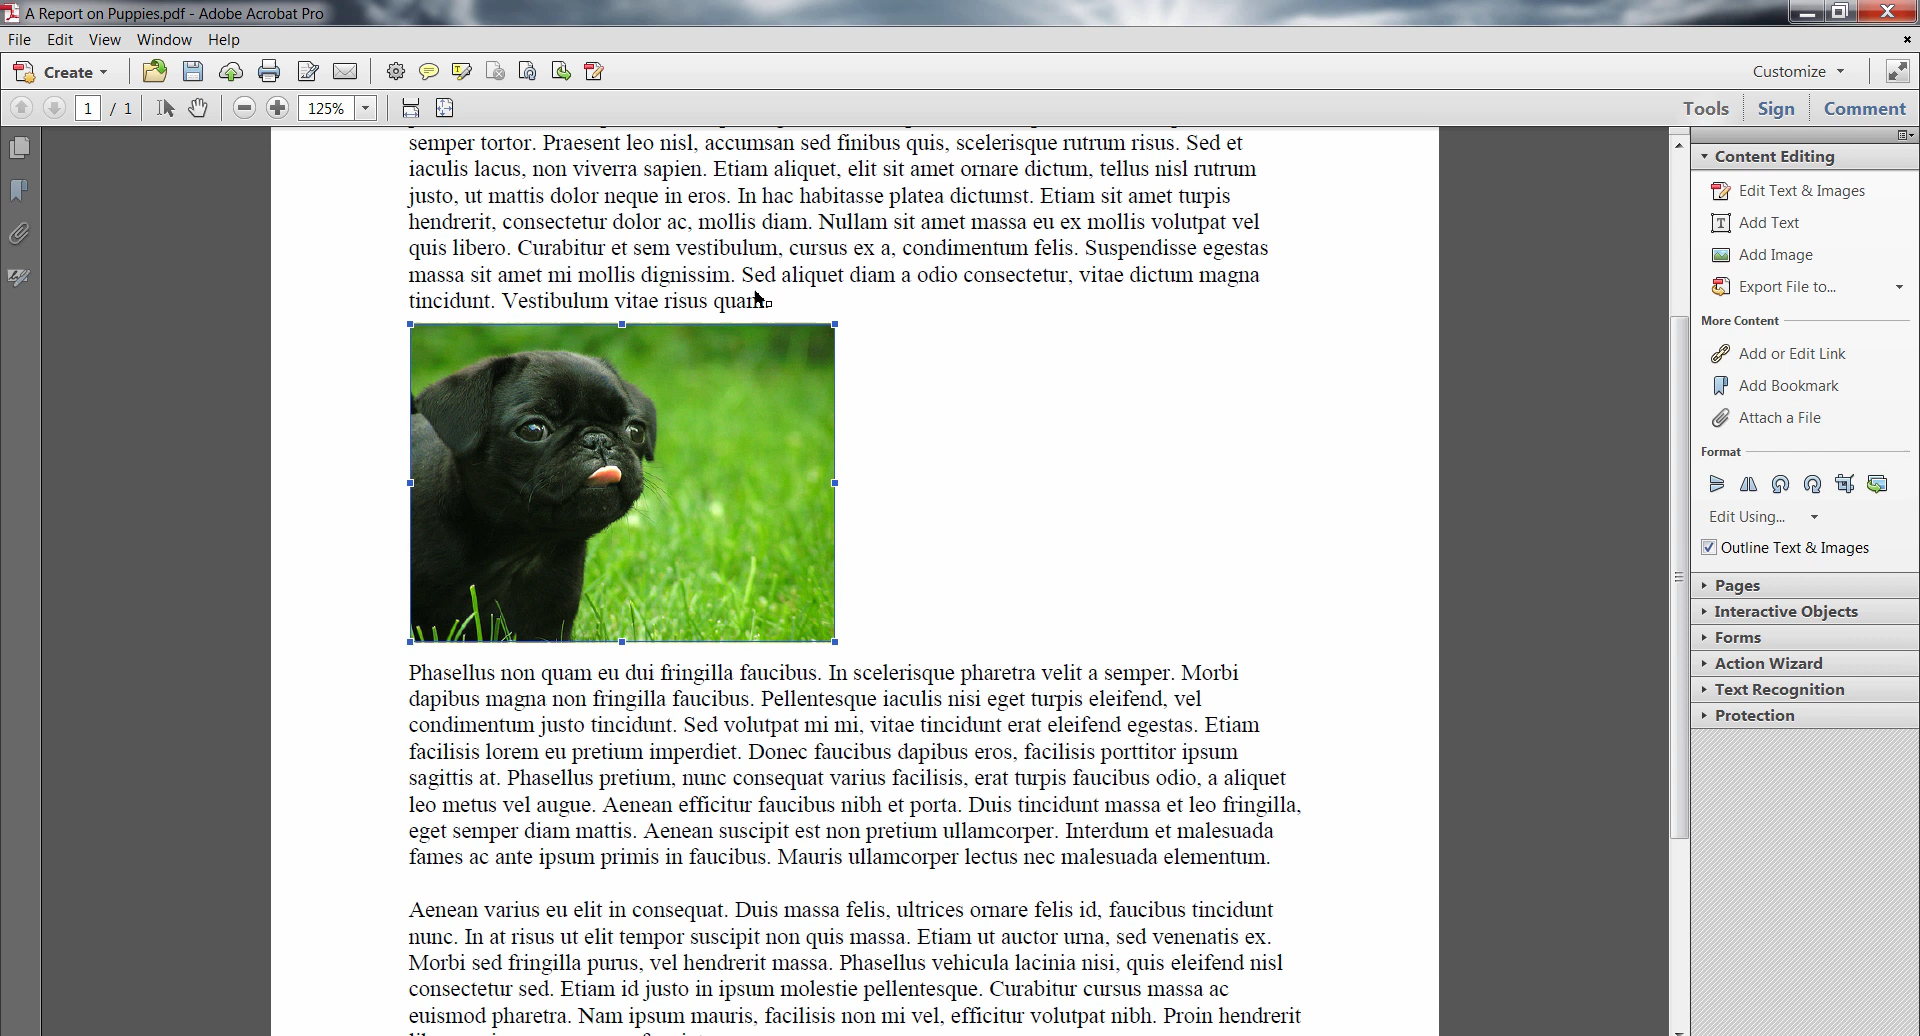 A Report on Puppies.pdf - Adobe Acrobat Pro
File Edit View Window Help
Create
Customize
1 / 1
125%
Tools Sign Comment
semper tortor. Praesent leo nisl, accumsan sed finibus quis, scelerisque rutrum risus. Sed et
iaculis lacus, non viverra sapien. Etiam aliquet, elit sit amet ornare dictum, tellus nisl rutrum
justo, ut mattis dolor neque in eros. In hac habitasse platea dictumst. Etiam sit amet turpis
hendrerit, consectetur dolor ac, mollis diam. Nullam sit amet massa eu ex mollis volutpat vel
quis libero. Curabitur et sem vestibulum, cursus ex a, condimentum felis. Suspendisse egestas
massa sit amet mi mollis dignissim. Sed aliquet diam a odio consectetur, vitae dictum magna
tincidunt. Vestibulum vitae risus quam.
Phasellus non quam eu dui fringilla faucibus. In scelerisque pharetra velit a semper. Morbi
dapibus magna non fringilla faucibus. Pellentesque iaculis nisi eget turpis eleifend, vel
condimentum justo tincidunt. Sed volutpat mi mi, vitae tincidunt erat eleifend egestas. Etiam
facilisis lorem eu pretium imperdiet. Donec faucibus dapibus eros, facilisis porttitor ipsum
sagittis at. Phasellus pretium, nunc consequat varius facilisis, erat turpis faucibus odio, a aliquet
leo metus vel augue. Aenean efficitur faucibus nibh et porta. Duis tincidunt massa et leo fringilla,
eget semper diam mattis. Aenean suscipit est non pretium ullamcorper. Interdum et malesuada
fames ac ante ipsum primis in faucibus. Mauris ullamcorper lectus nec malesuada elementum.
Aenean varius eu elit in consequat. Duis massa felis, ultrices ornare felis id, faucibus tincidunt
nunc. In at risus ut elit tempor suscipit non quis massa. Etiam ut auctor urna, sed venenatis ex.
Morbi sed fringilla purus, vel hendrerit massa. Phasellus vehicula lacinia nisi, quis eleifend nisl
consectetur sed. Etiam id justo in ipsum molestie pellentesque. Curabitur cursus massa ac
euismod pharetra. Nam ipsum mauris, facilisis non mi vel, efficitur volutpat nibh. Proin hendrerit
Content Editing
Edit Text & Images
Add Text
Add Image
Export File to...
More Content
Add or Edit Link
Add Bookmark
Attach a File
Format
Edit Using...
Outline Text & Images
Pages
Interactive Objects
Forms
Action Wizard
Text Recognition
Protection